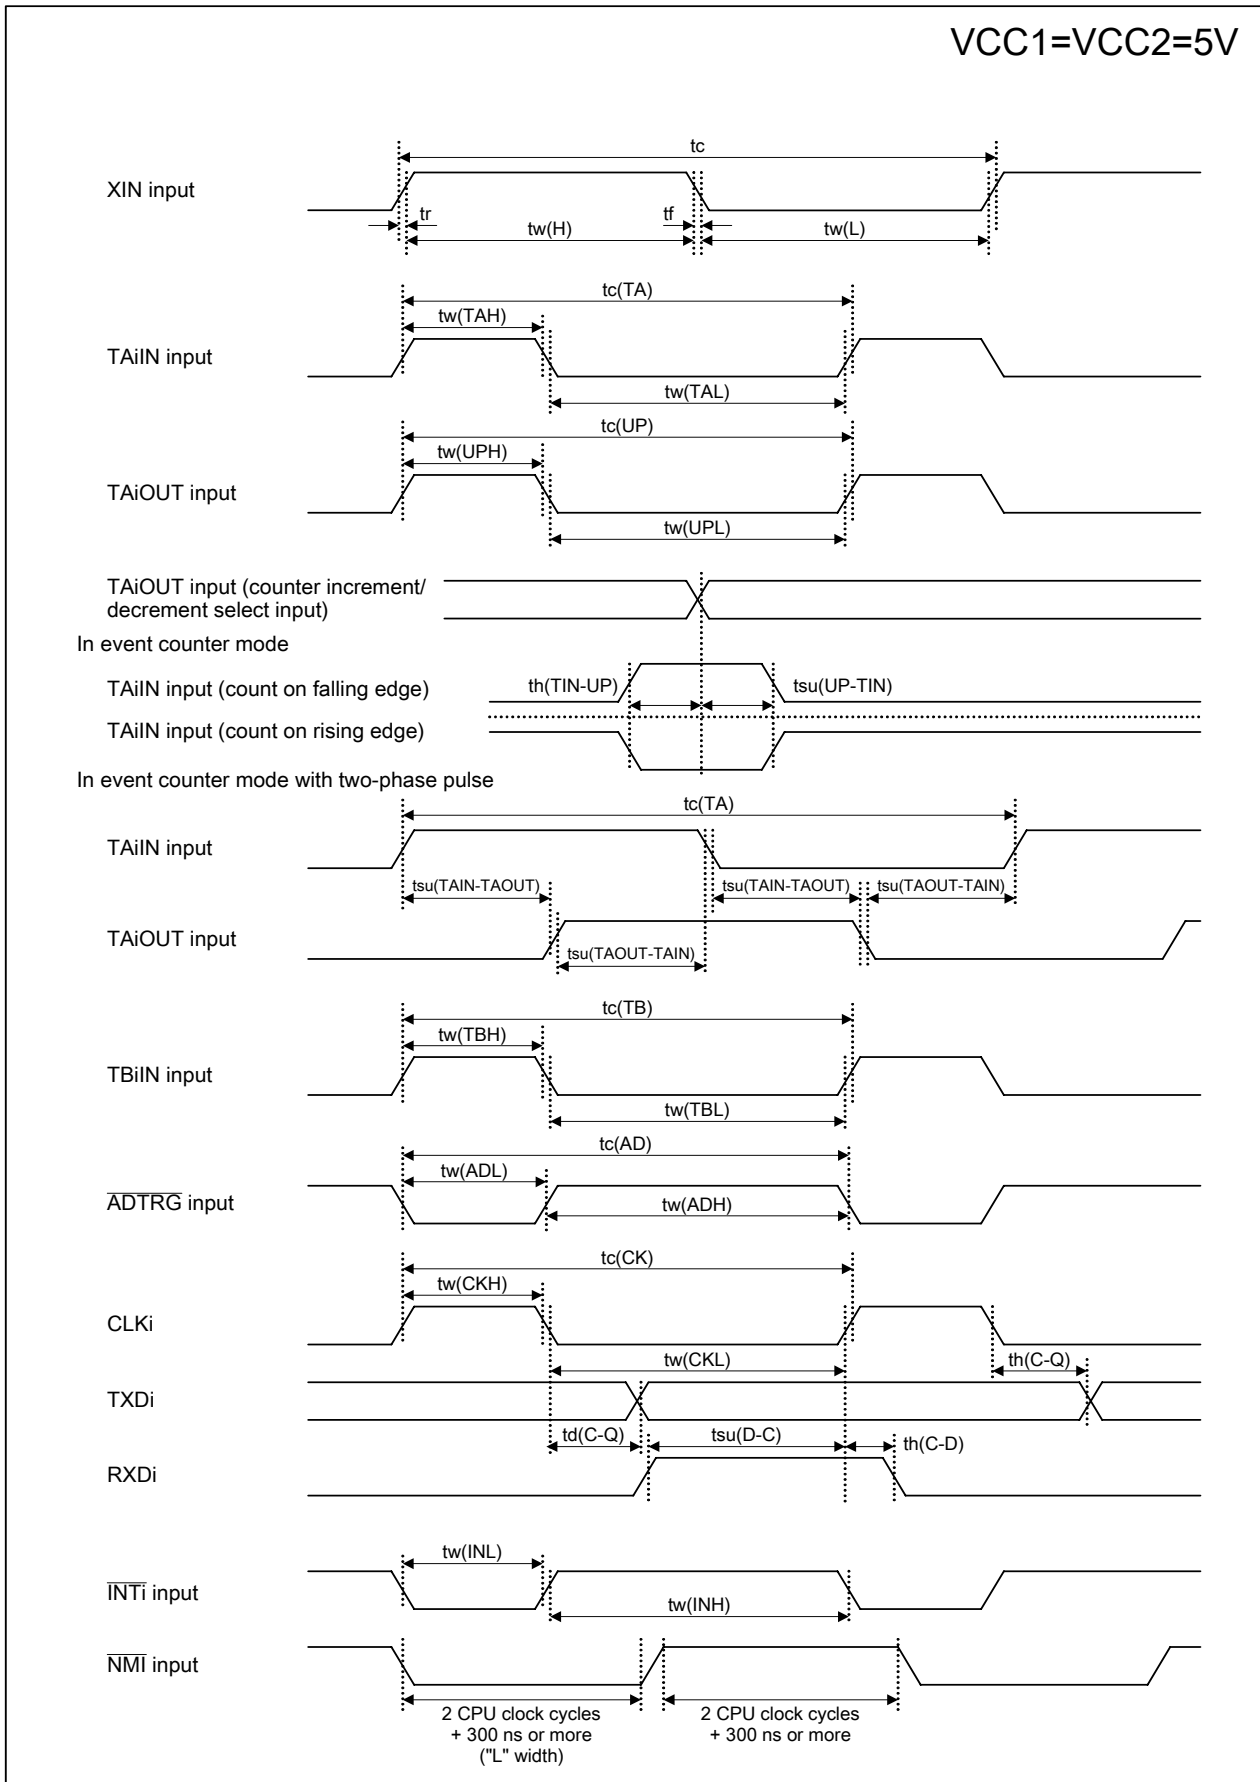 VCC1=VCC2=5V
tc
XIN input
tr
tf
tw(H)
tw(L)
tc(TA)
tw(TAH)
TAiIN input
tw(TAL)
tc(UP)
tw(UPH)
TAiOUT input
tw(UPL)
TAiOUT input (counter increment/
decrement select input)
In event counter mode
TAiIN input (count on falling edge)
th(TIN-UP)
tsu(UP-TIN)
TAiIN input (count on rising edge)
In event counter mode with two-phase pulse
tc(TA)
TAiIN input
tsu(TAIN-TAOUT)
tsu(TAIN-TAOUT)
tsu(TAOUT-TAIN)
TAiOUT input
tsu(TAOUT-TAIN)
tc(TB)
tw(TBH)
TBiIN input
tw(TBL)
tc(AD)
tw(ADL)
ADTRG input
tw(ADH)
tc(CK)
tw(CKH)
CLKi
tw(CKL)
th(C-Q)
TXDi
td(C-Q)
tsu(D-C)
th(C-D)
RXDi
tw(INL)
INTi input
tw(INH)
NMI input
2 CPU clock cycles
+ 300 ns or more
("L" width)
2 CPU clock cycles
+ 300 ns or more